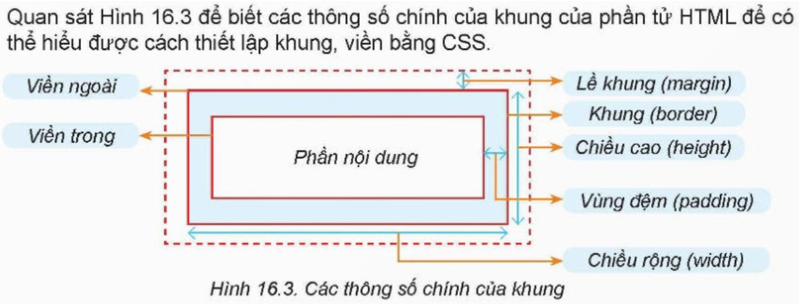 Quan sát Hình 16.3 để biết các thông số chính của khung của phần tử HTML để có
thể hiểu được cách thiết lập khung, viền bằng CSS.
Viền ngoài
Lề khung (margin)
Khung (border)
Viền trong
Phần nội dung
Chiều cao (height)
Vùng đệm (padding)
Chiều rộng (width)
Hình 16.3. Các thông số chính của khung